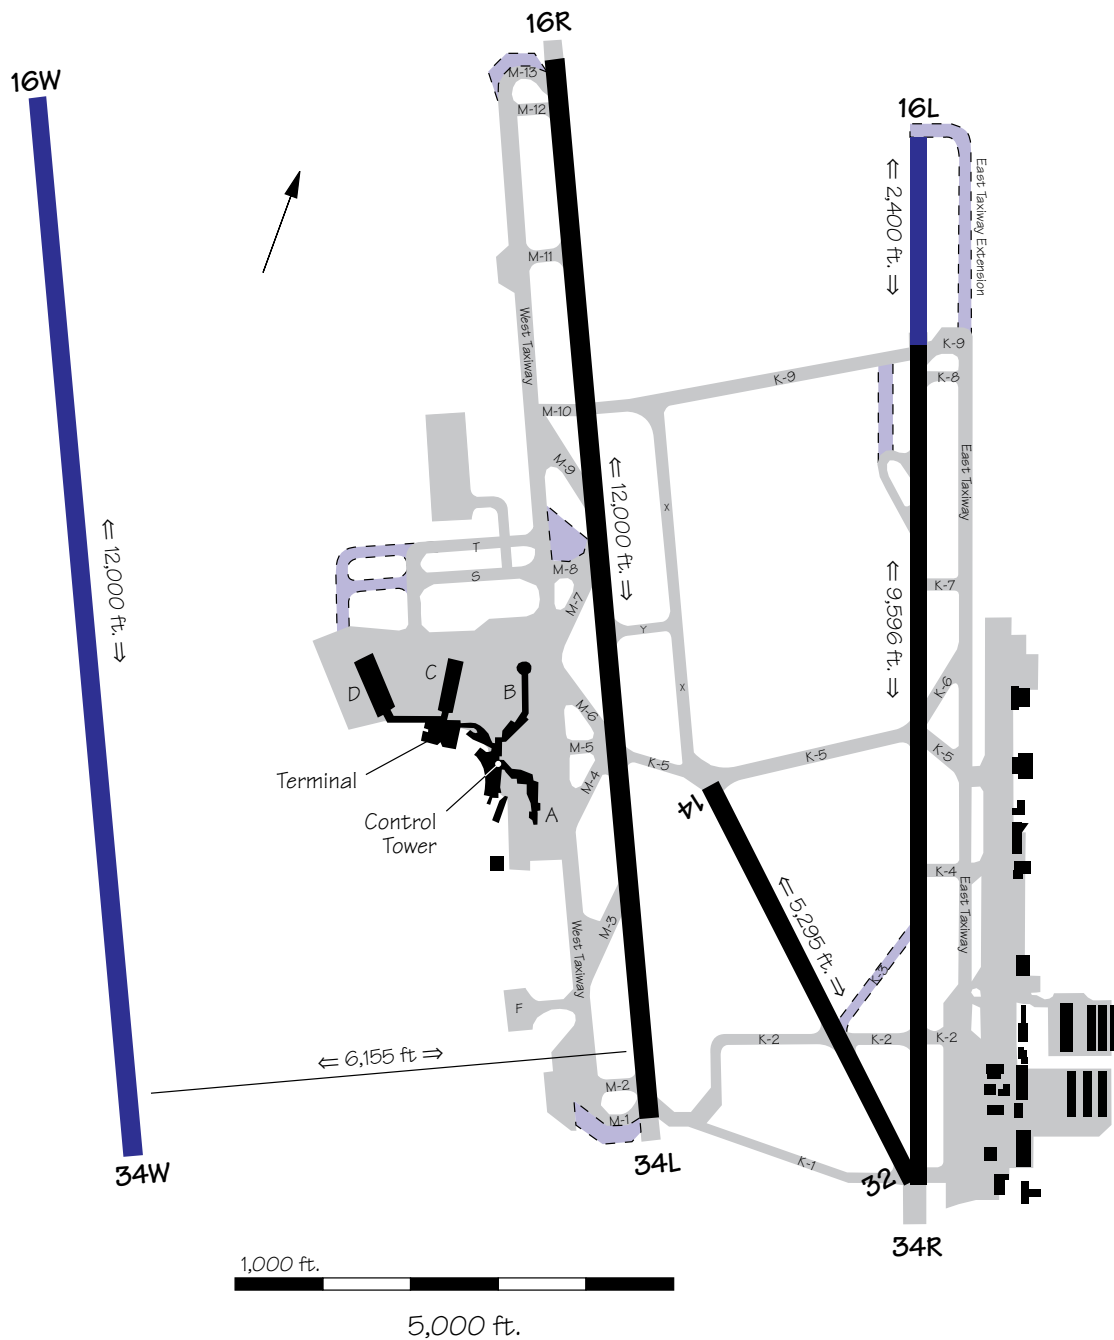 16R
16W
M-13
M-12
16L
⇐ 2,400 ft. ⇒
East Taxiway Extension
M-11
West Taxiway
K-9
K-9
K-8
M-10
M-9
East Taxiway
⇐ 12,000 ft. ⇒
⇐ 12,000 ft. ⇒
X
T
S
M-8
M-7
K-7
⇐ 9,596 ft. ⇒
Y
D
C
B
X
K-6
M-6
M-5
K-5
K-5
K-5
M-4
Terminal
14
A
Control
Tower
K-4
East Taxiway
⇐ 5,295 ft. ⇒
M-3
West Taxiway
K-3
F
K-2
K-2
K-2
⇐ 6,155 ft ⇒
M-2
M-1
34W
34L
K-1
32
34R
1,000 ft.
5,000 ft.